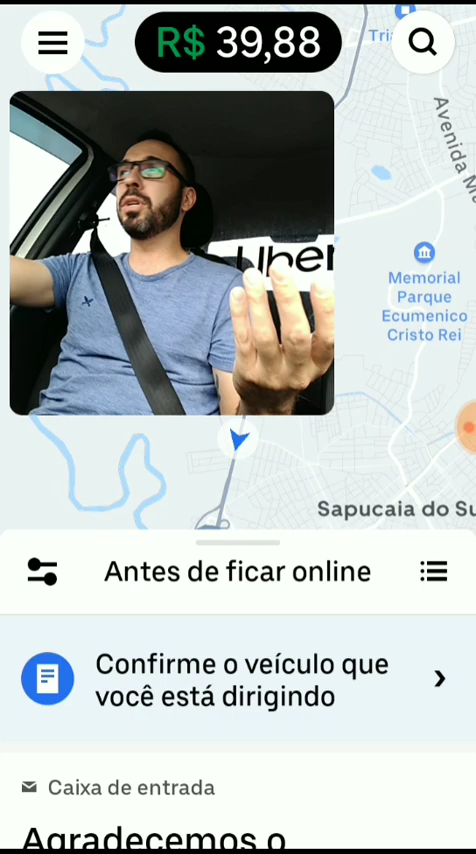 R$ 39,88
Tri
Avenida M
Uber
Memorial
Parque
Ecumenico
Cristo Rei
Sapucaia do Su
Antes de ficar online
Confirme o veículo que
você está dirigindo
Caixa de entrada
Agradecemos o